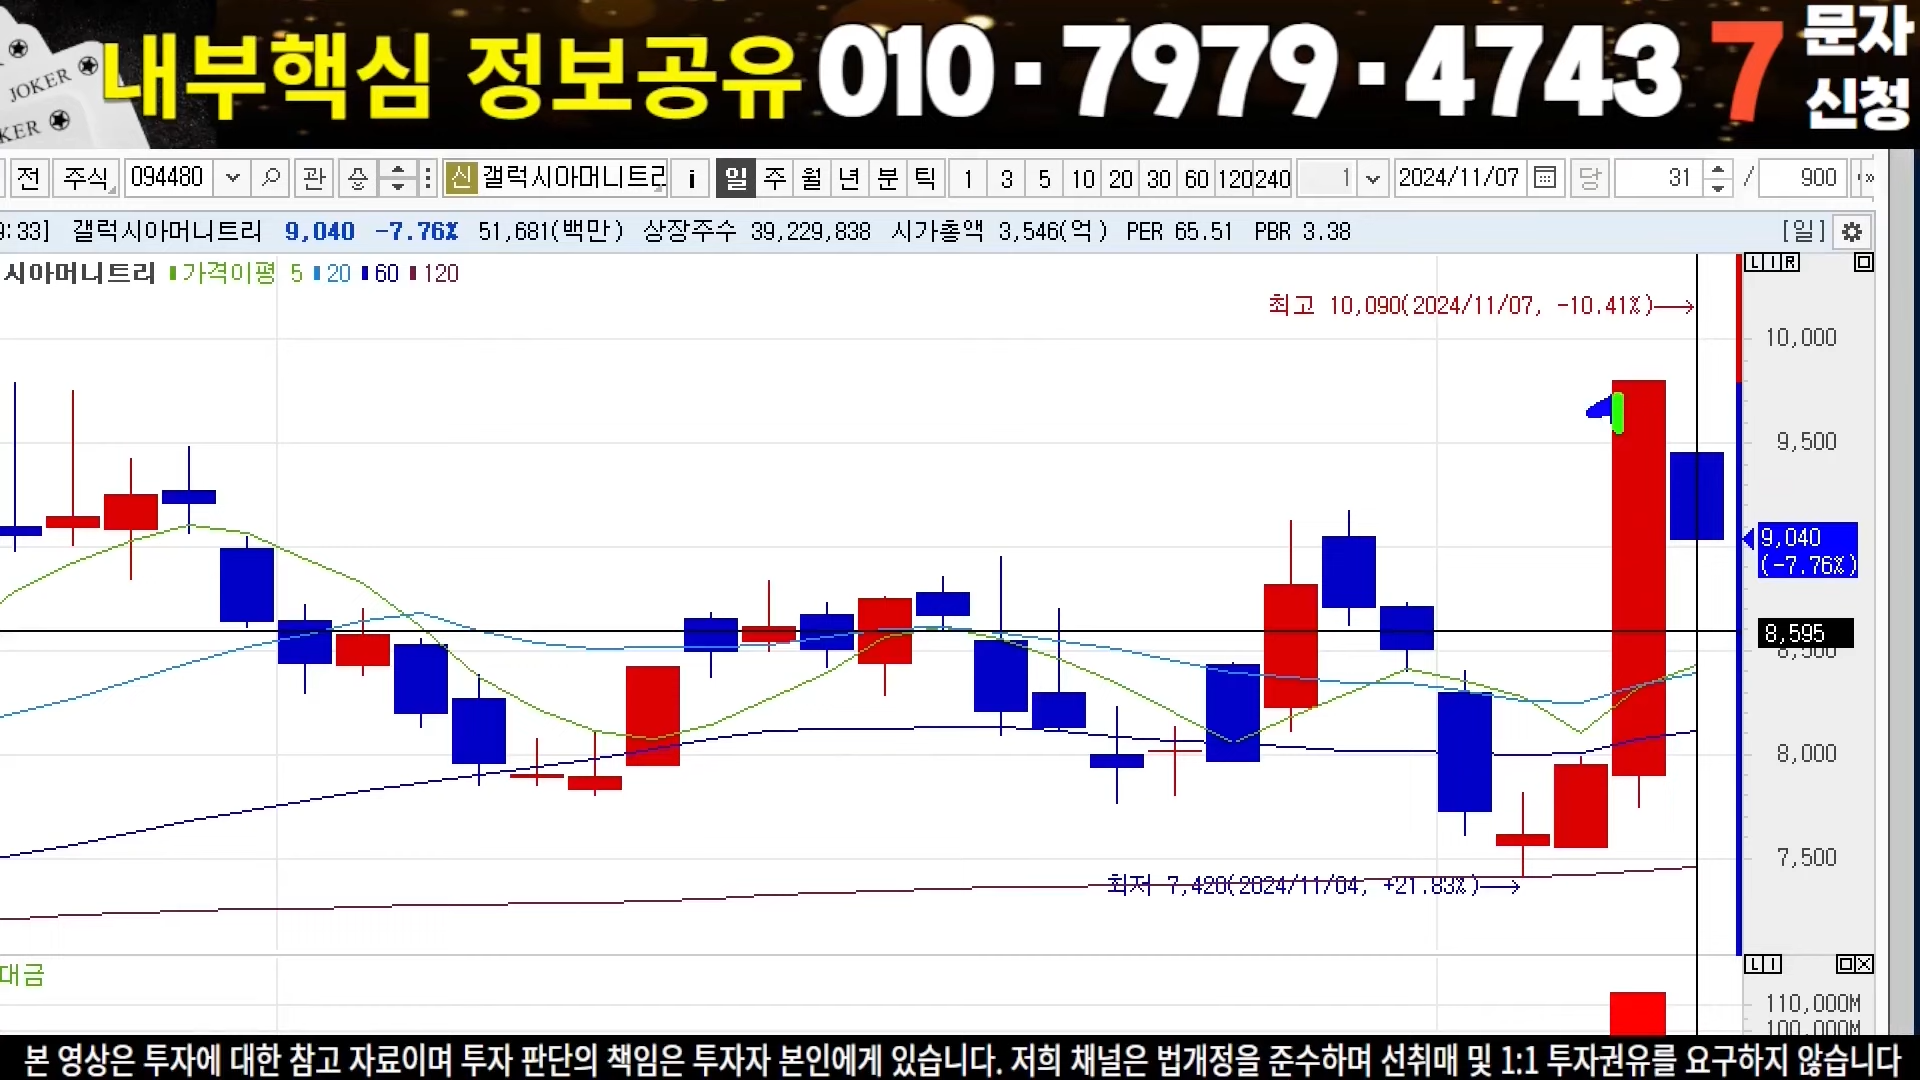 JOKER
KER
내부핵심 정보공유 010-7979-4743 7 문자
신청
전 주식 094480 관 신 갤럭시아머니트리 i 일 주 월 년 분 틱 1 3 5 10 20 30 60 120 240 1 2024/11/07 당 31 / 900
9:33] 갤럭시아머니트리 9,040 -7.76% 51,681(백만) 상장주수 39,229,838 시가총액 3,546(억) PER 65.51 PBR 3.38 [일]
시아머니트리 가격이평 5 20 60 120
L I R
최고 10,090(2024/11/07, -10.41%)
10,000
9,500
9,040
(-7.76%)
8,595
8,500
8,000
7,500
최저 7,420(2024/11/04, +21.83%)
대금
L I
110,000M
100,000M
본 영상은 투자에 대한 참고 자료이며 투자 판단의 책임은 투자자 본인에게 있습니다. 저희 채널은 법개정을 준수하며 선취매 및 1:1 투자권유를 요구하지 않습니다